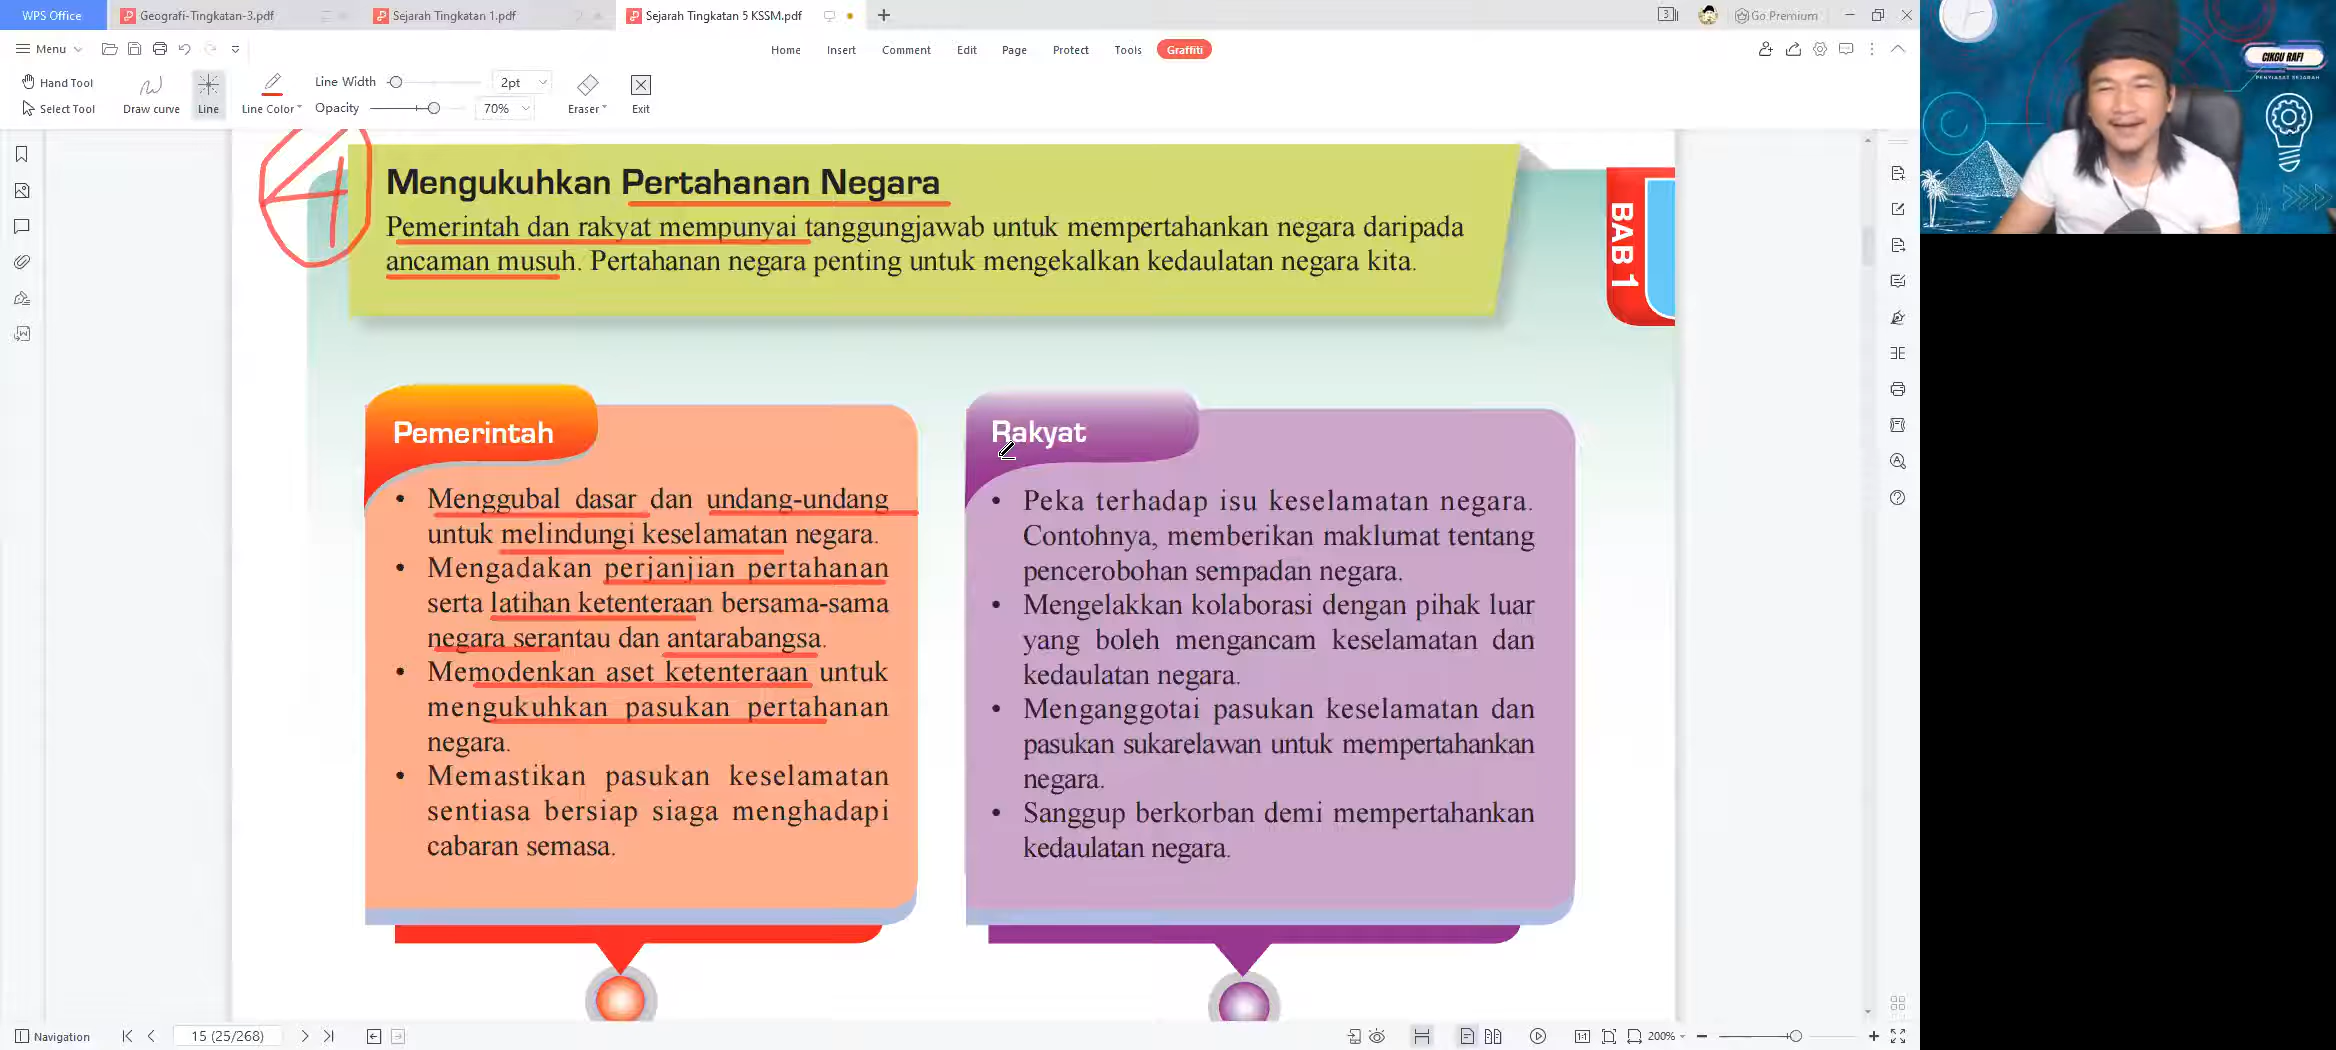 WPS Office
Geografi-Tingkatan-3.pdf
Sejarah Tingkatan 1.pdf
Sejarah Tingkatan 5 KSSM.pdf
3
Go Premium
Menu
Home Insert Comment Edit Page Protect Tools Graffiti
Hand Tool
Select Tool
Draw curve
Line
Line Color
Line Width 2pt
Opacity 70%
Eraser
Exit
CIKGU RAFI
PENYIASAT SEJARAH
4
Mengukuhkan Pertahanan Negara
Pemerintah dan rakyat mempunyai tanggungjawab untuk mempertahankan negara daripada
ancaman musuh. Pertahanan negara penting untuk mengekalkan kedaulatan negara kita.
BAB 1
Pemerintah
• Menggubal dasar dan undang-undang
untuk melindungi keselamatan negara.
• Mengadakan perjanjian pertahanan
serta latihan ketenteraan bersama-sama
negara serantau dan antarabangsa.
• Memodenkan aset ketenteraan untuk
mengukuhkan pasukan pertahanan
negara.
• Memastikan pasukan keselamatan
sentiasa bersiap siaga menghadapi
cabaran semasa.
Rakyat
• Peka terhadap isu keselamatan negara.
Contohnya, memberikan maklumat tentang
pencerobohan sempadan negara.
• Mengelakkan kolaborasi dengan pihak luar
yang boleh mengancam keselamatan dan
kedaulatan negara.
• Menganggotai pasukan keselamatan dan
pasukan sukarelawan untuk mempertahankan
negara.
• Sanggup berkorban demi mempertahankan
kedaulatan negara.
Navigation
15 (25/268)
200%